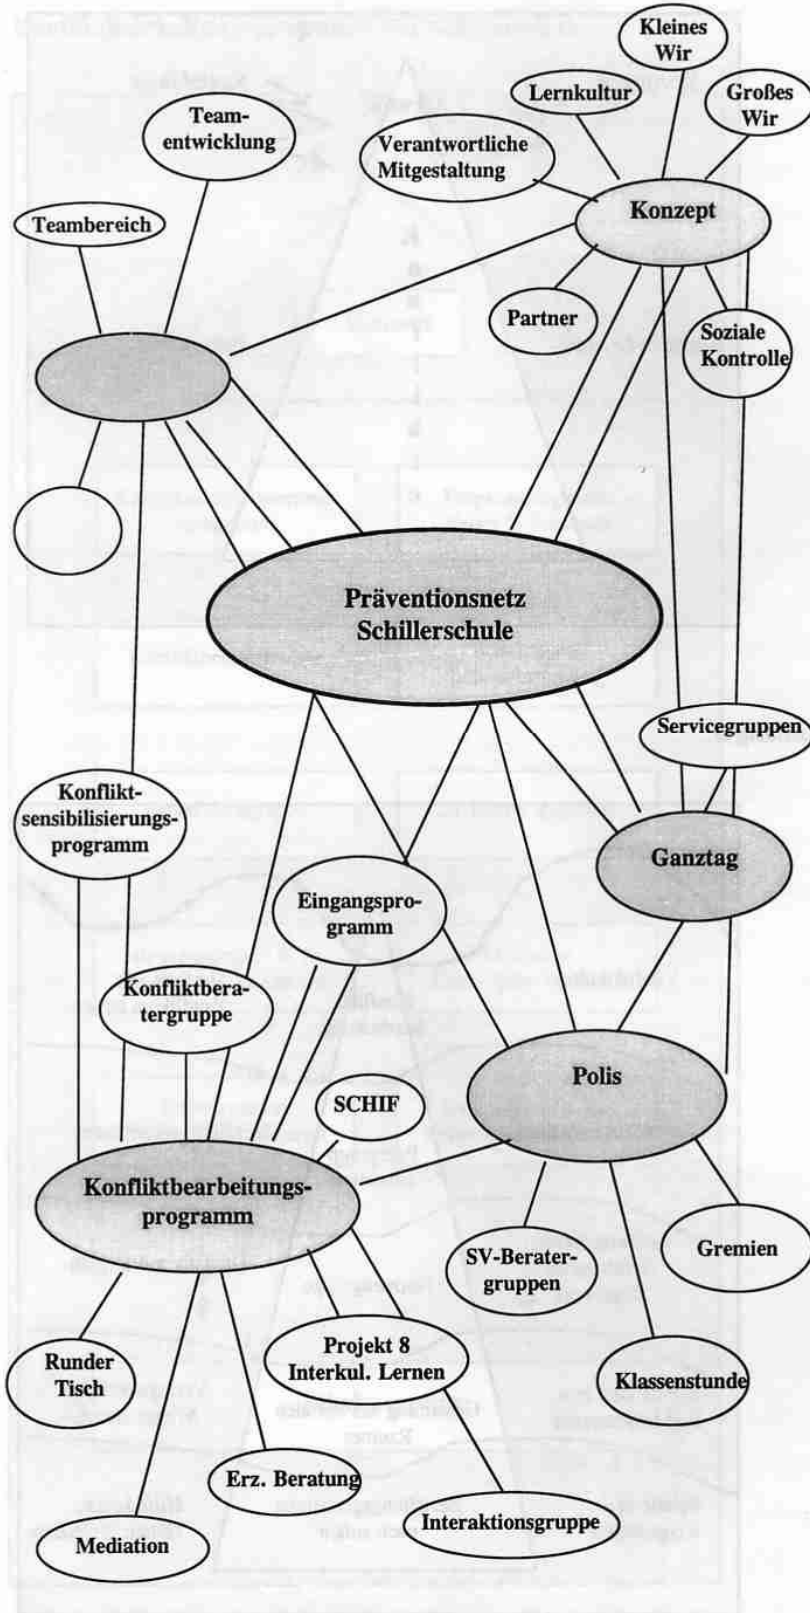 Kleines
Wir
Lernkultur
Großes
Wir
Team-
entwicklung
Verantwortliche
Mitgestaltung
Konzept
Teambereich
Partner
Soziale
Kontrolle
Präventionsnetz
Schillerschule
Servicegruppen
Konflikt-
sensibilisierungs-
programm
Ganztag
Eingangspro-
gramm
Konfliktbera-
tergruppe
Polis
SCHIF
Konfliktbearbeitungs-
programm
SV-Berater-
gruppen
Gremien
Runder
Tisch
Projekt 8
Interkul. Lernen
Klassenstunde
Erz. Beratung
Interaktionsgruppe
Mediation